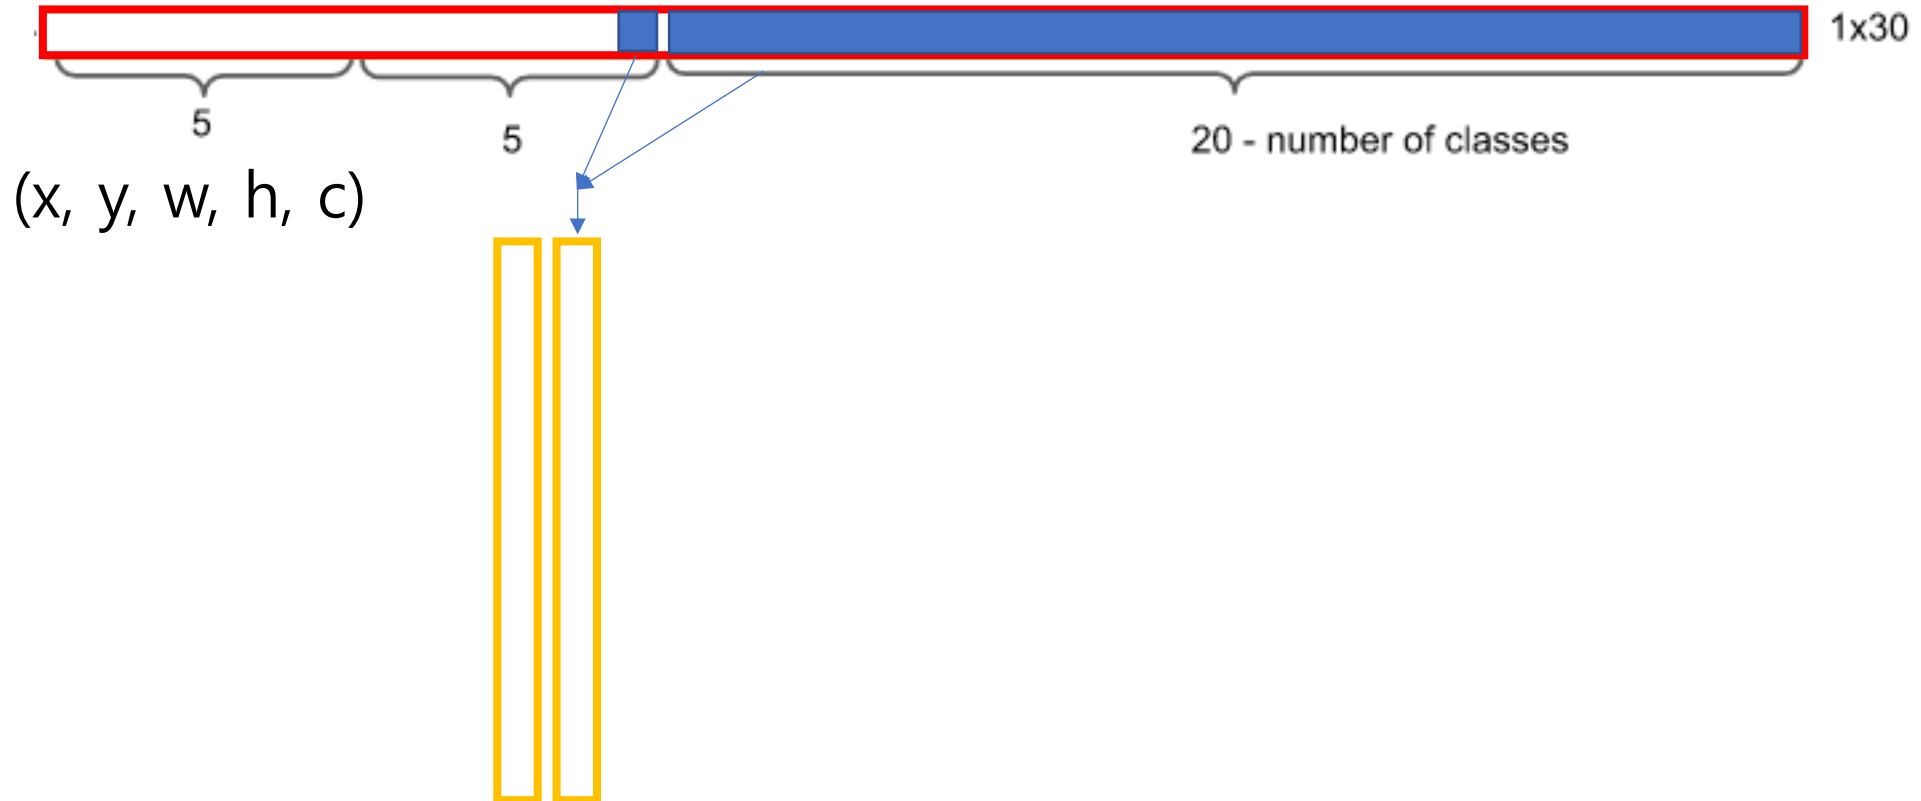 1x30
5
5
20 - number of classes
(x, y, w, h, c)